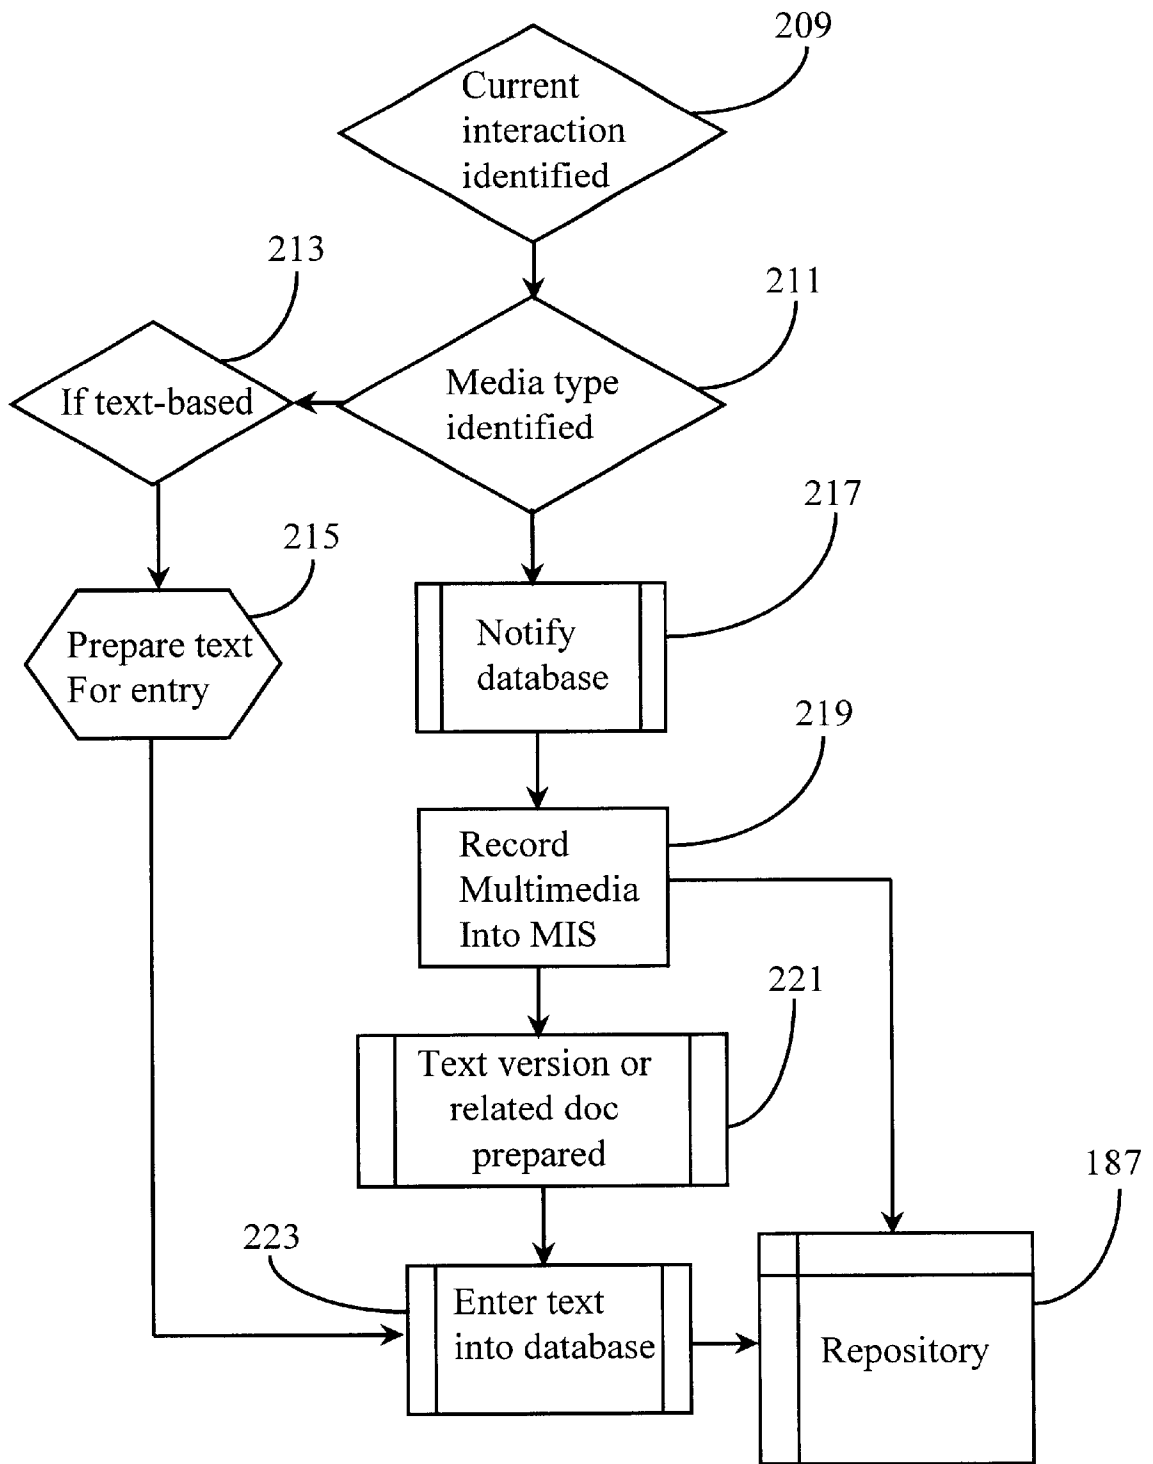 209
Current
interaction
identified
213
211
If text-based
Media type
identified
217
215
Prepare text
For entry
Notify
database
219
Record
Multimedia
Into MIS
221
Text version or
related doc
prepared
187
223
Enter text
into database
Repository